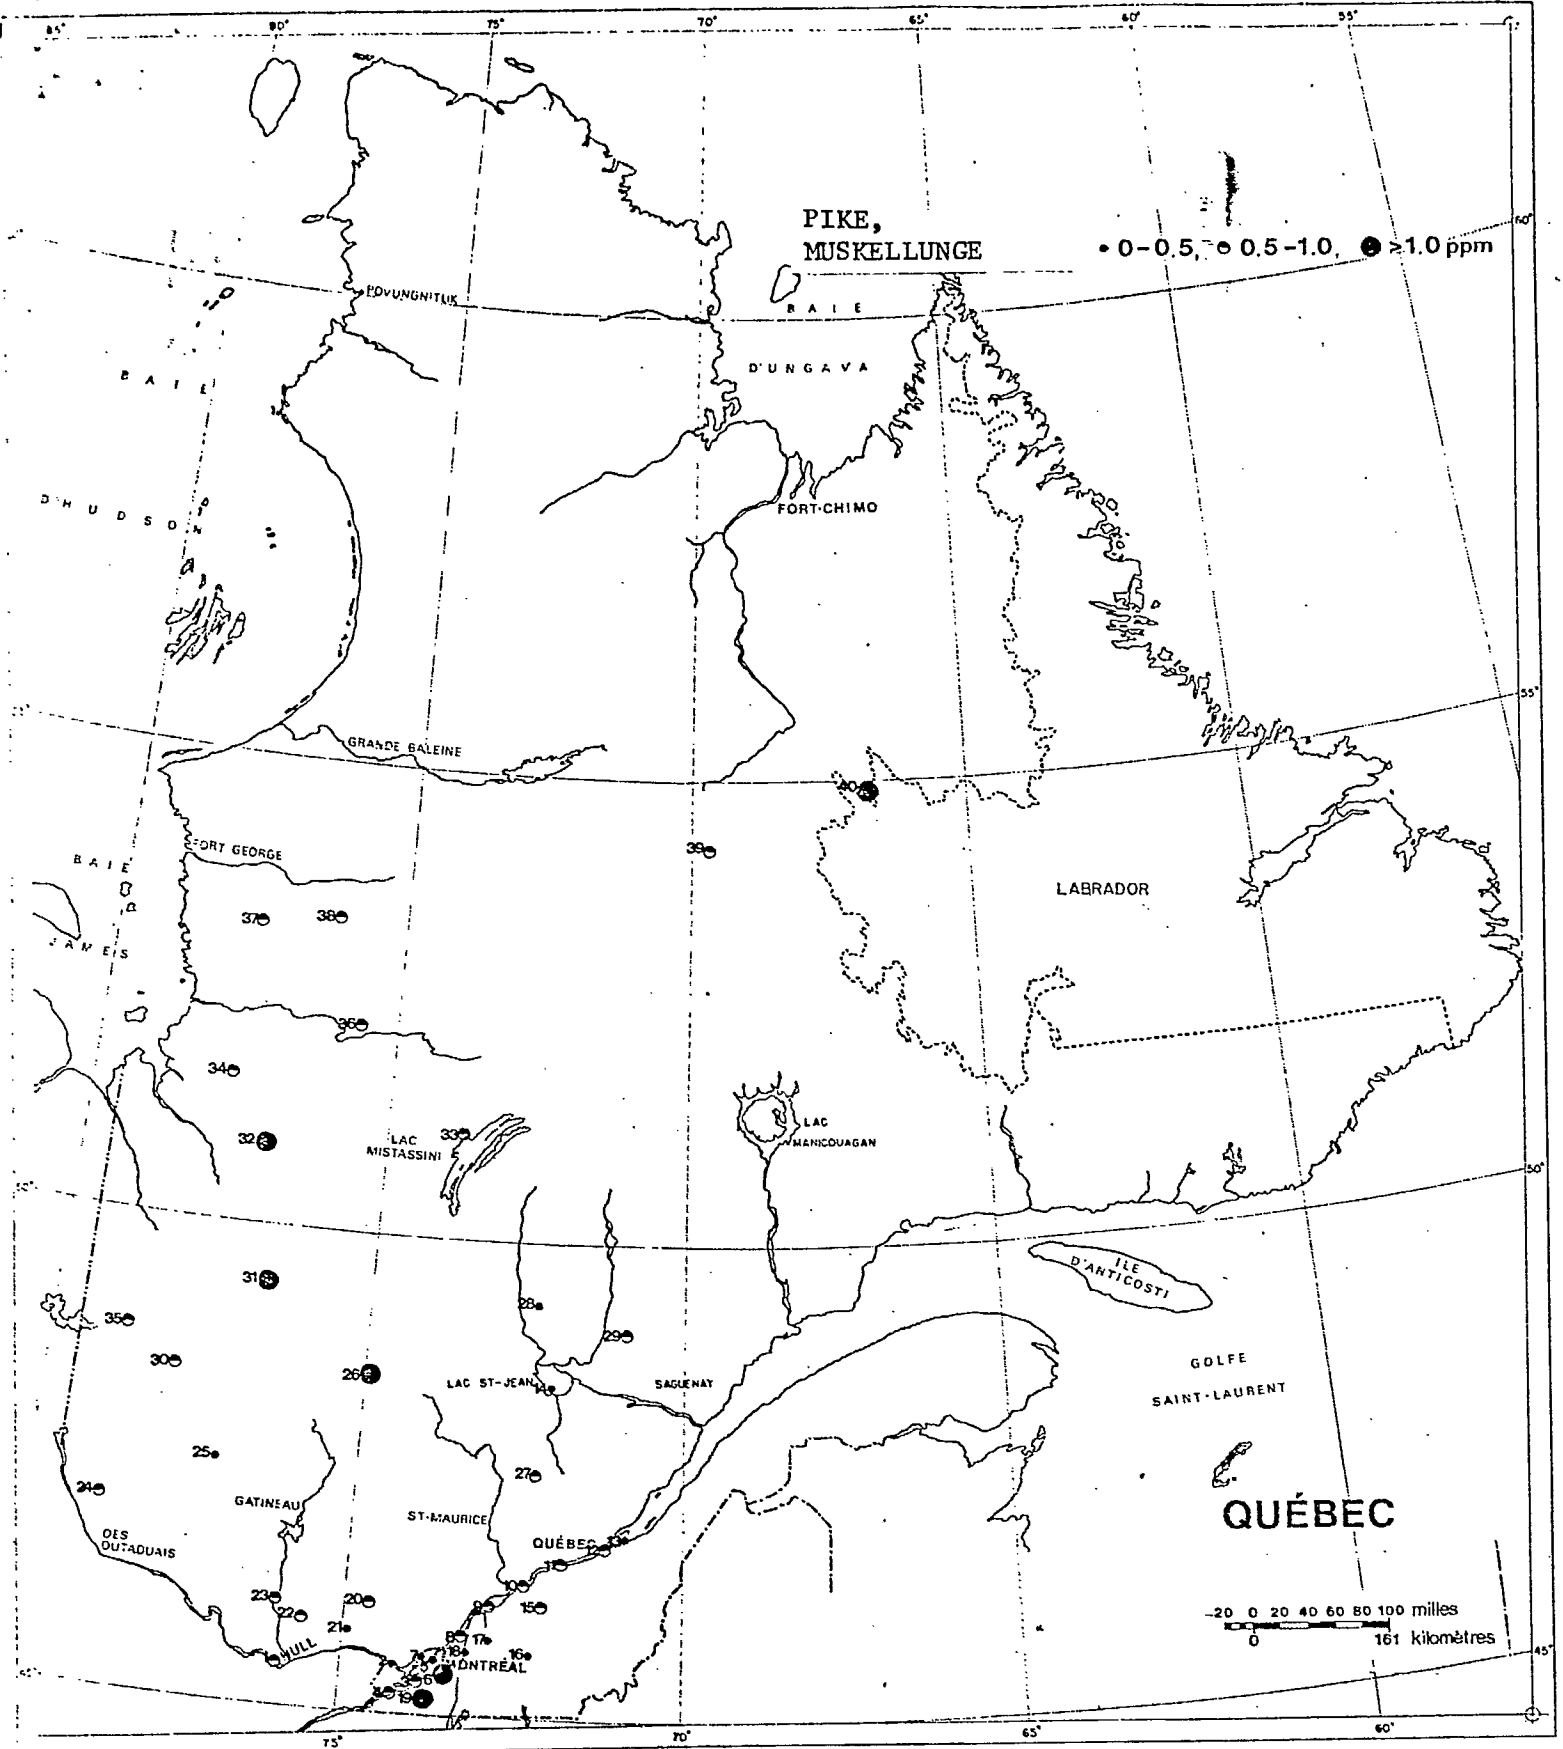 85° 80° 75° 70° 65° 60° 55°
PIKE,
MUSKELLUNGE
• 0-0.5, 0.5-1.0, >1.0 ppm
60°
POVUNGNITUK
BAIE
D'UNGAVA
BAIE
D'HUDSON
FORT-CHIMO
55°
GRANDE BALEINE
40
39
FORT GEORGE
BAIE
JAMES
LABRADOR
37 38
36
34
32
33
LAC
MISTASSINI
LAC
MANICOUAGAN
50°
31
ILE
D'ANTICOSTI
28
35
29
30
26
GOLFE
SAINT-LAURENT
LAC ST-JEAN
14
SAGUENAY
25
27
24
GATINEAU
ST-MAURICE
QUÉBEC
DES
OUTAOUAIS
QUÉBEC
13
12
11
10
23
22
20
9
15
21
8
17
HULL
18
16
7
MONTRÉAL
6
19
-20 0 20 40 60 80 100 milles
0 161 kilomètres
45°
75° 70° 65° 60°